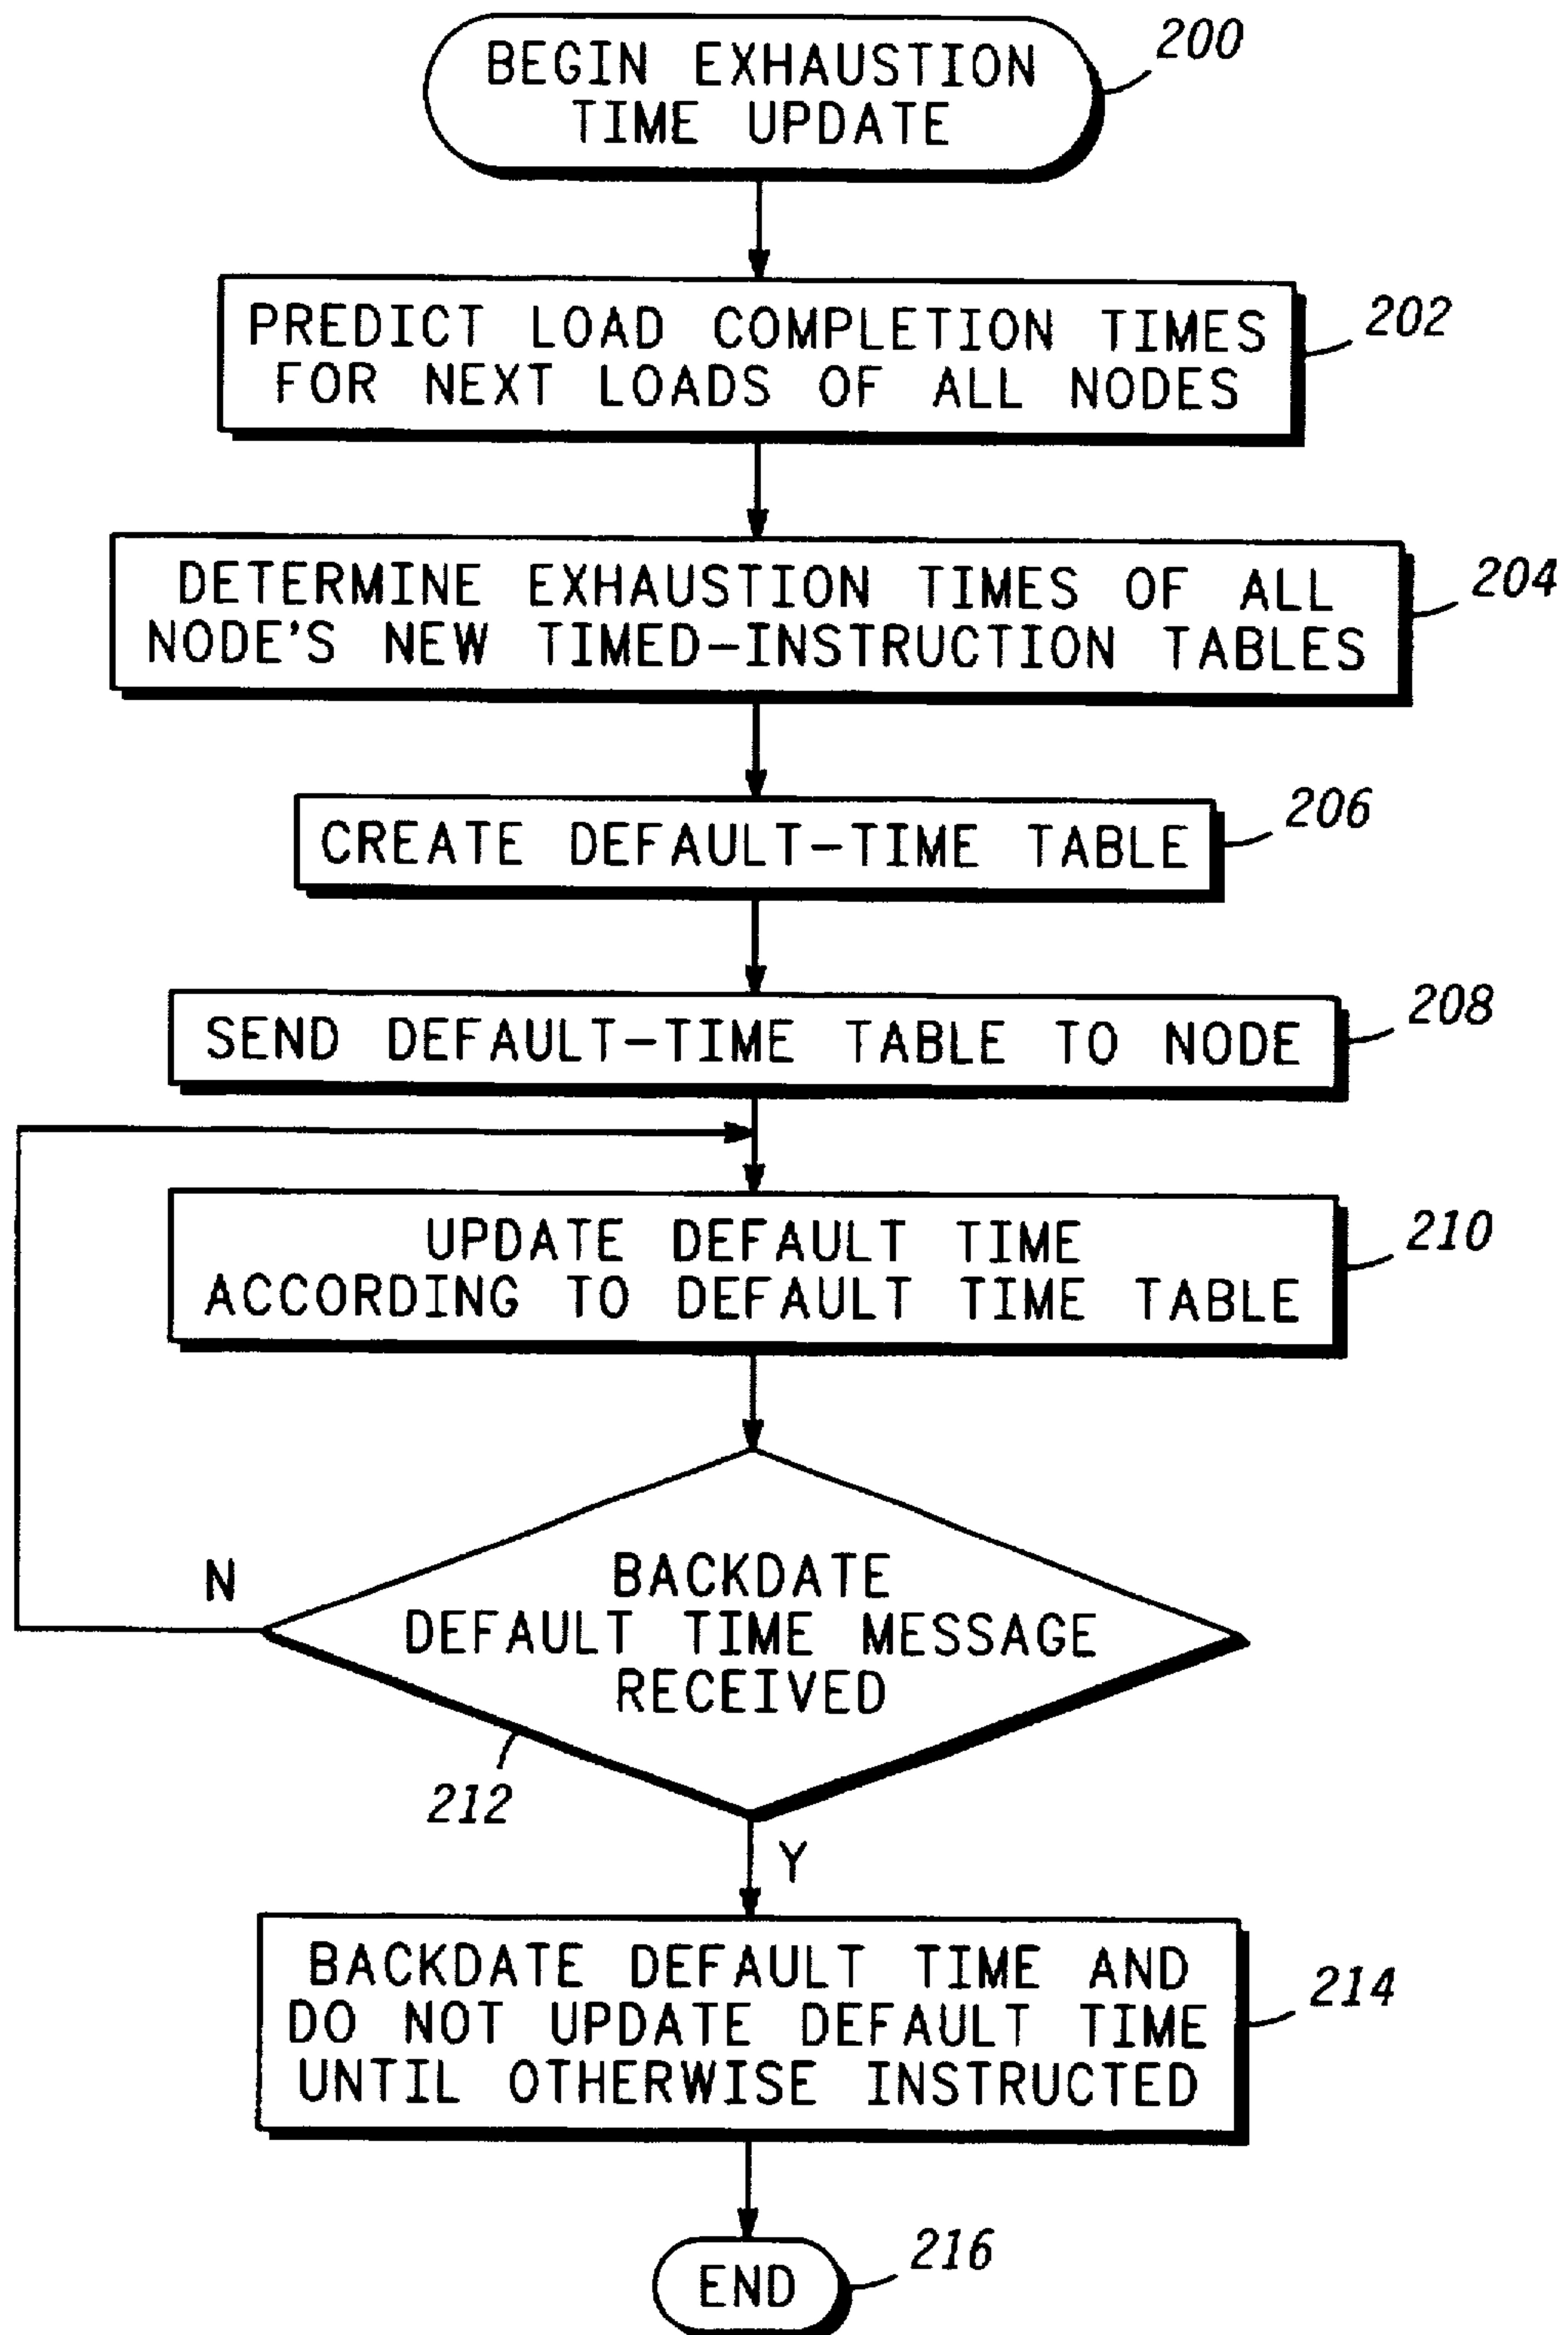 BEGIN EXHAUSTION
TIME UPDATE
200
PREDICT LOAD COMPLETION TIMES
FOR NEXT LOADS OF ALL NODES
202
DETERMINE EXHAUSTION TIMES OF ALL
NODE'S NEW TIMED-INSTRUCTION TABLES
204
CREATE DEFAULT-TIME TABLE
206
SEND DEFAULT-TIME TABLE TO NODE
208
UPDATE DEFAULT TIME
ACCORDING TO DEFAULT TIME TABLE
210
N
BACKDATE
DEFAULT TIME MESSAGE
RECEIVED
212
Y
BACKDATE DEFAULT TIME AND
DO NOT UPDATE DEFAULT TIME
UNTIL OTHERWISE INSTRUCTED
214
END
216